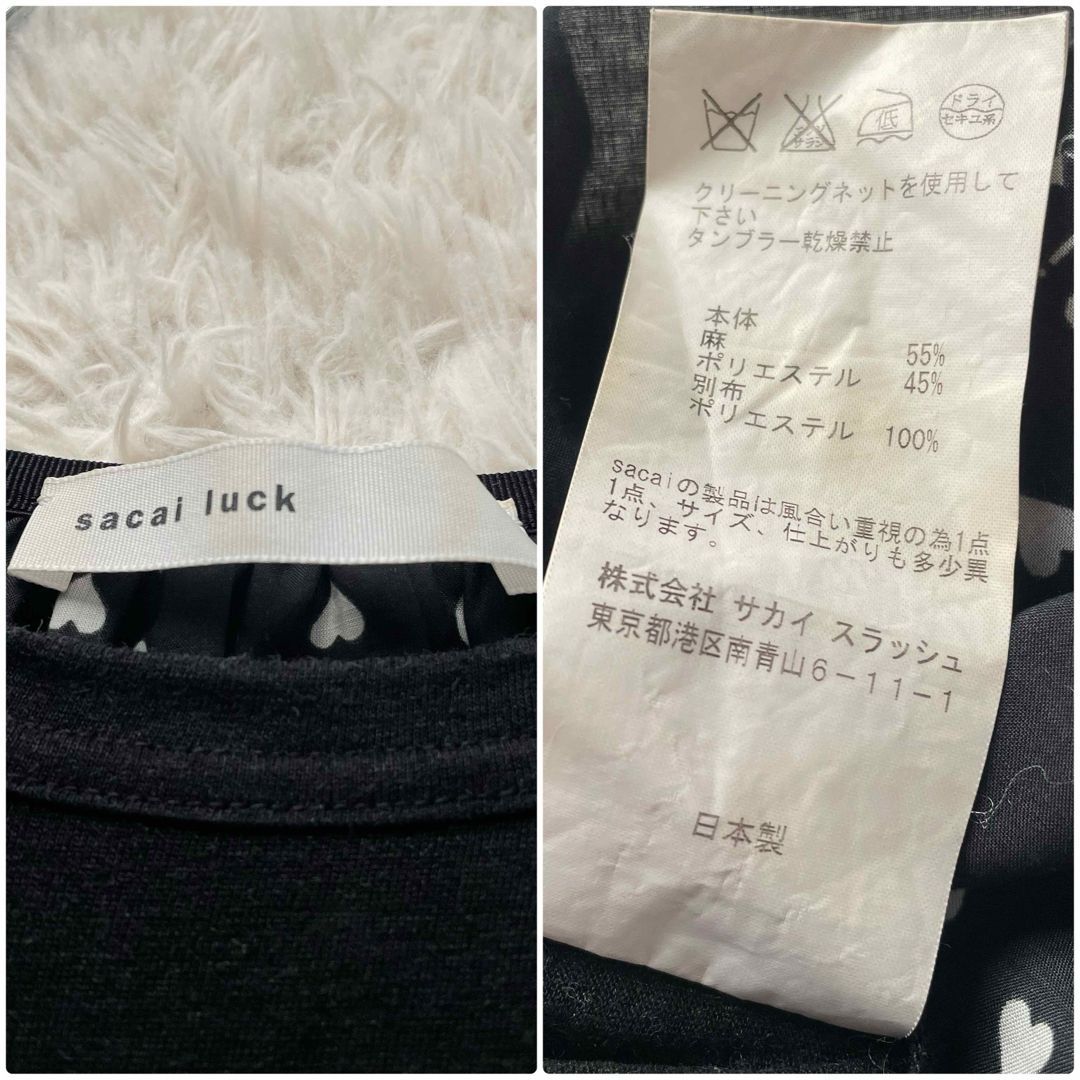 sacai luck
低
ドライ
セキユ系
クリーニングネットを使用して
下さい
タンブラー乾燥禁止
本体
麻 55%
ポリエステル 45%
別布
ポリエステル 100%
sacaiの製品は風合い重視の為1点
1点、サイズ、仕上がりも多少異
なります。
株式会社 サカイ スラッシュ
東京都港区南青山6-11-1
日本製